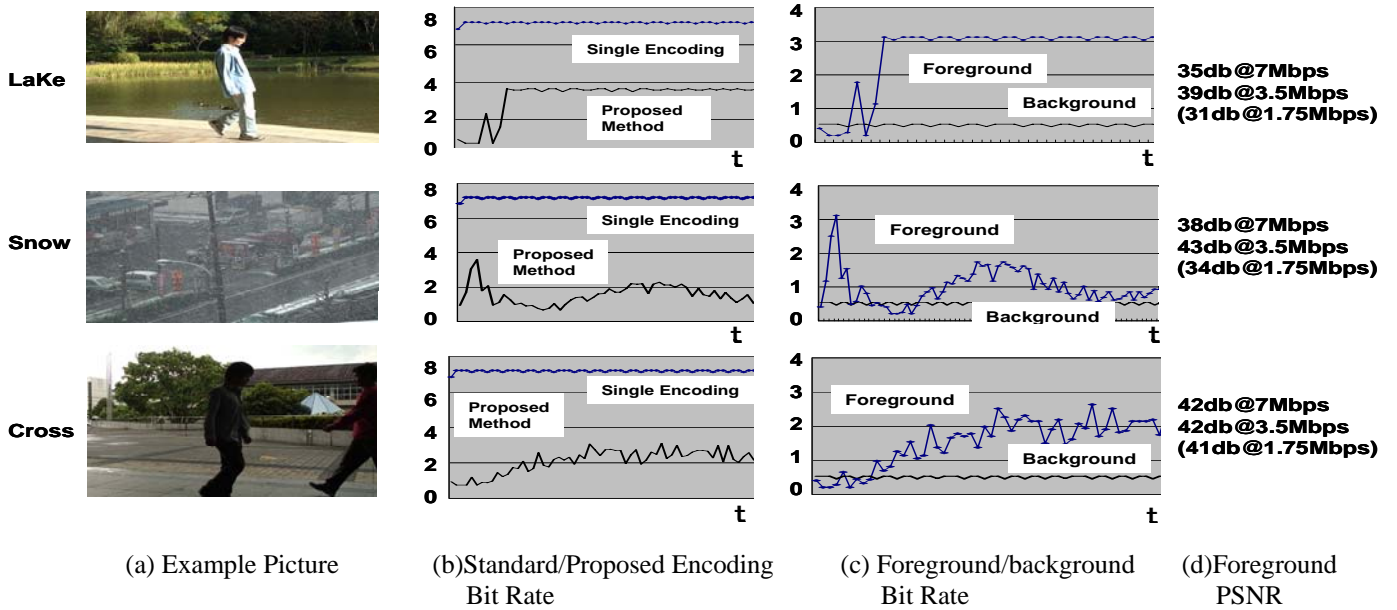 LaKe
8
6
4
2
0
Single Encoding
Proposed
Method
t
4
3
2
1
0
Foreground
Background
t
35db@7Mbps
39db@3.5Mbps
(31db@1.75Mbps)
Snow
8
6
4
2
0
Single Encoding
Proposed
Method
t
4
3
2
1
0
Foreground
Background
t
38db@7Mbps
43db@3.5Mbps
(34db@1.75Mbps)
Cross
8
6
4
2
0
Single Encoding
Proposed
Method
t
4
3
2
1
0
Foreground
Background
t
42db@7Mbps
42db@3.5Mbps
(41db@1.75Mbps)
(a) Example Picture
(b)Standard/Proposed Encoding
Bit Rate
(c) Foreground/background
Bit Rate
(d)Foreground
PSNR